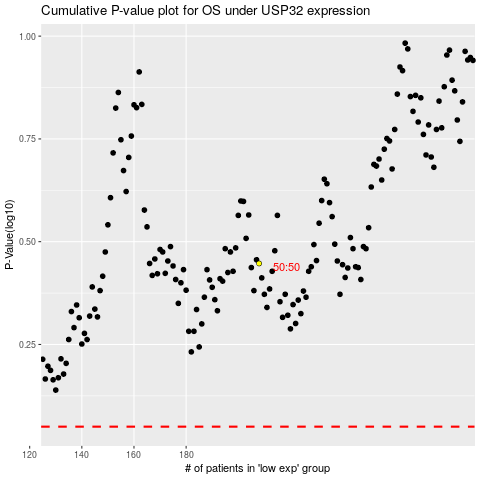 Cumulative P-value plot for OS under USP32 expression
1.00
0.75
0.50
0.25
P-Value(log10)
50:50
120 140 160 180
# of patients in 'low exp' group